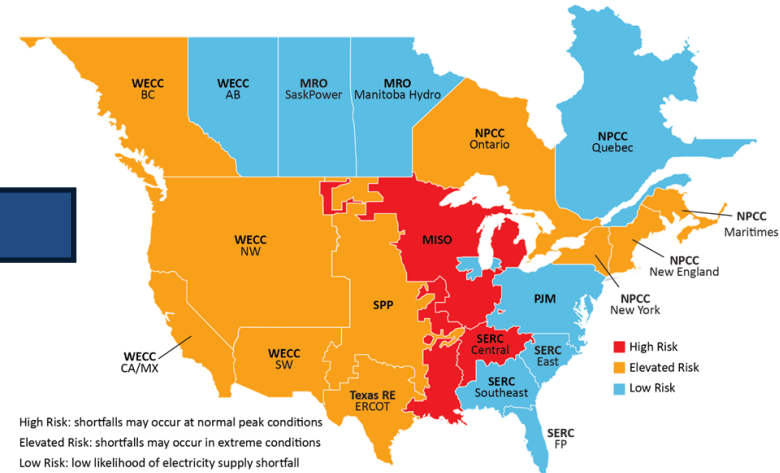 WECC
BC
WECC
AB
MRO
SaskPower
MRO
Manitoba Hydro
NPCC
Ontario
NPCC
Quebec
NPCC
Maritimes
WECC
NW
MISO
NPCC
New England
SPP
PJM
NPCC
New York
WECC
CA/MX
WECC
SW
SERC
Central
SERC
East
Texas RE
ERCOT
SERC
Southeast
SERC
FP
High Risk
Elevated Risk
Low Risk
High Risk: shortfalls may occur at normal peak conditions
Elevated Risk: shortfalls may occur in extreme conditions
Low Risk: low likelihood of electricity supply shortfall